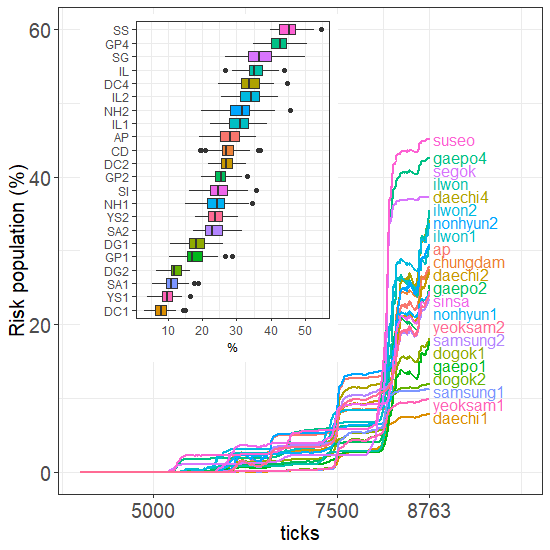 60
40
20
0
Risk population (%)
SS
GP4
SG
IL
DC4
IL2
NH2
IL1
AP
CD
DC2
GP2
SI
NH1
YS2
SA2
DG1
GP1
DG2
SA1
YS1
DC1
10 20 30 40 50
%
suseo
gaepo4
segok
ilwon
daechi4
ilwon2
nonhyun2
ilwon1
ap
chungdam
daechi2
gaepo2
sinsa
nonhyun1
yeoksam2
samsung2
dogok1
gaepo1
dogok2
samsung1
yeoksam1
daechi1
5000 7500 8763
ticks